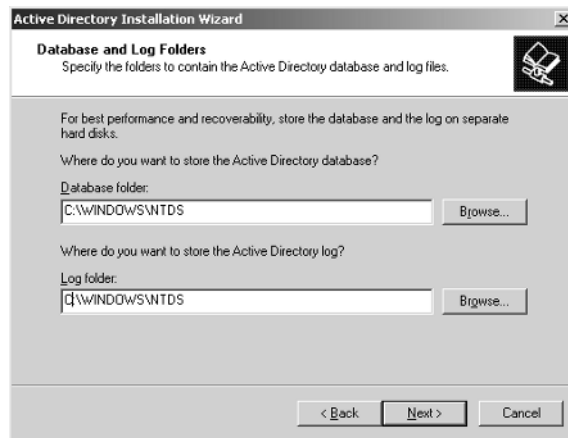 Active Directory Installation Wizard
Database and Log Folders
Specify the folders to contain the Active Directory database and log files.
For best performance and recoverability, store the database and the log on separate
hard disks.
Where do you want to store the Active Directory database?
Database folder:
C:\WINDOWS\NTDS
Browse...
Where do you want to store the Active Directory log?
Log folder:
C:\WINDOWS\NTDS
Browse...
< Back
Next >
Cancel